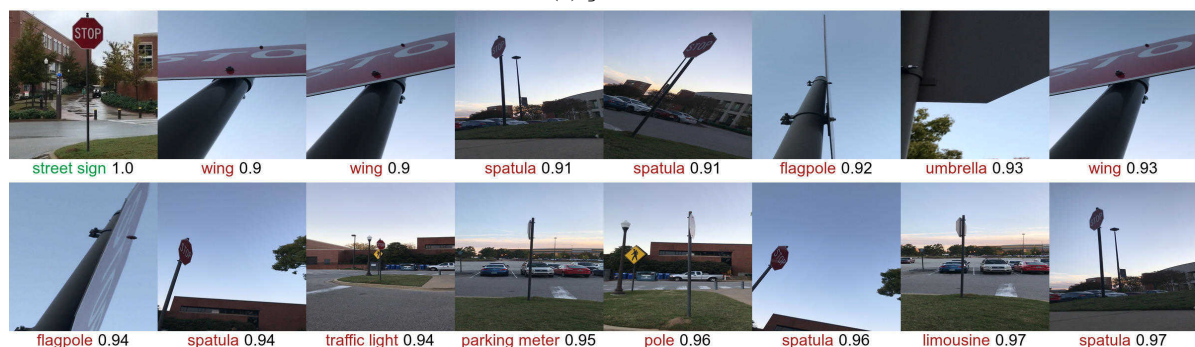 STOP
street sign 1.0 wing 0.9 wing 0.9 spatula 0.91 spatula 0.91 flagpole 0.92 umbrella 0.93 wing 0.93
flagpole 0.94 spatula 0.94 traffic light 0.94 parking meter 0.95 pole 0.96 spatula 0.96 limousine 0.97 spatula 0.97